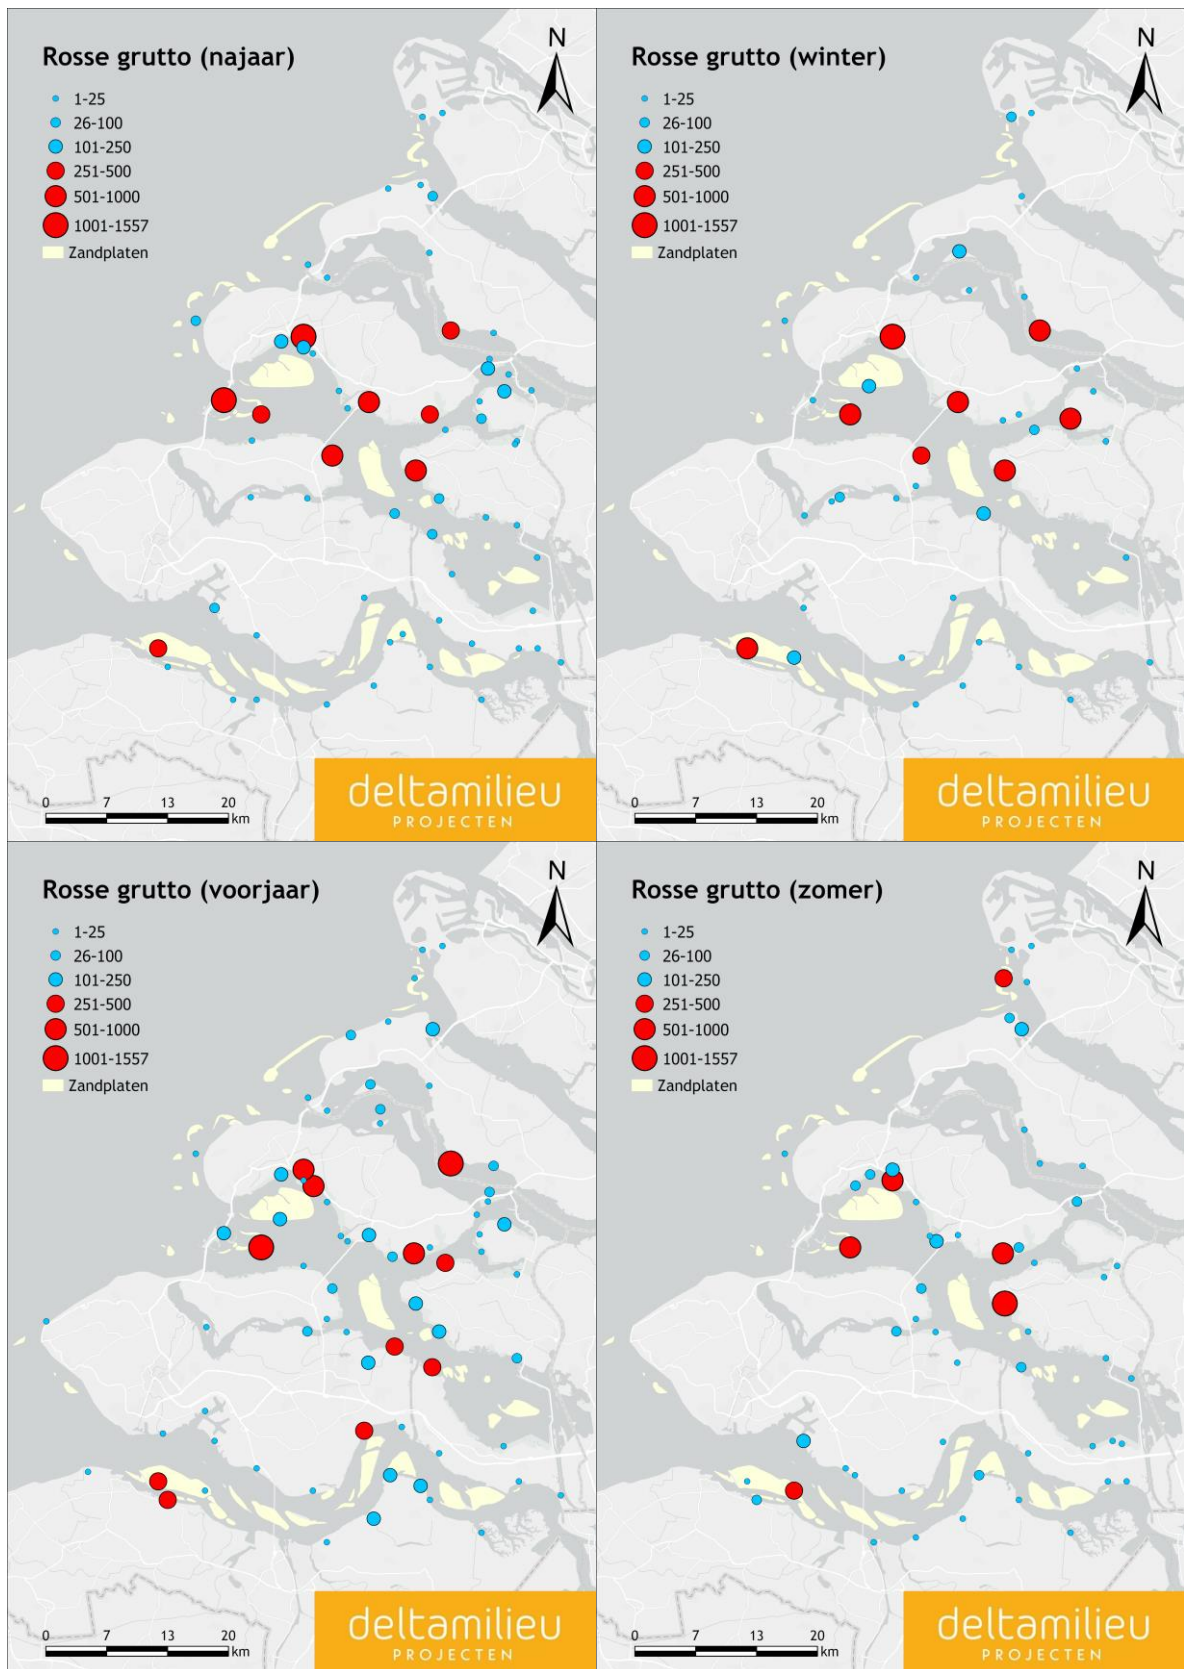 Rosse grutto (najaar)
N
1-25
26-100
101-250
251-500
501-1000
1001-1557
Zandplaten
0 7 13 20
km
deltamilieu
PROJECTEN
Rosse grutto (winter)
N
1-25
26-100
101-250
251-500
501-1000
1001-1557
Zandplaten
0 7 13 20
km
deltamilieu
PROJECTEN
Rosse grutto (voorjaar)
N
1-25
26-100
101-250
251-500
501-1000
1001-1557
Zandplaten
0 7 13 20
km
deltamilieu
PROJECTEN
Rosse grutto (zomer)
N
1-25
26-100
101-250
251-500
501-1000
1001-1557
Zandplaten
0 7 13 20
km
deltamilieu
PROJECTEN